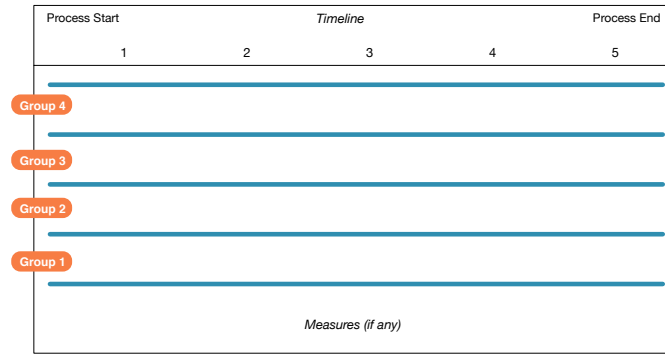 Process Start Timeline Process End
1 2 3 4 5
Group 4
Group 3
Group 2
Group 1
Measures (if any)